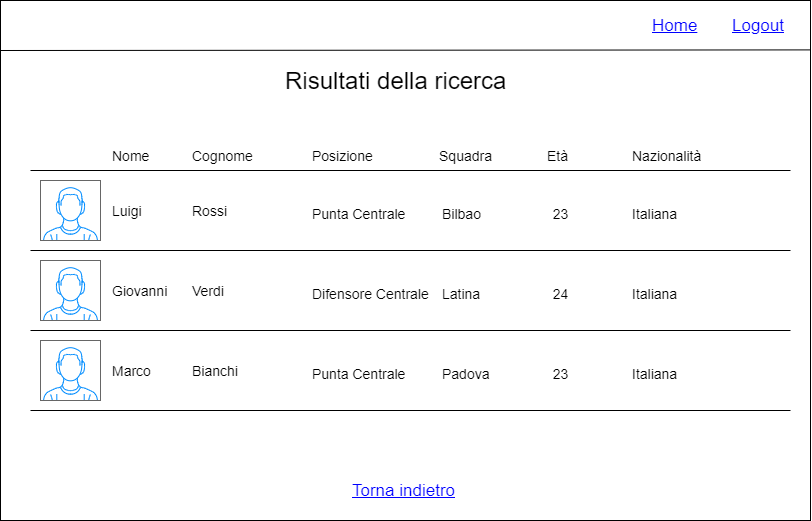 Home Logout
Risultati della ricerca
Nome Cognome Posizione Squadra Età Nazionalità
Luigi Rossi Punta Centrale Bilbao 23 Italiana
Giovanni Verdi Difensore Centrale Latina 24 Italiana
Marco Bianchi Punta Centrale Padova 23 Italiana
Torna indietro